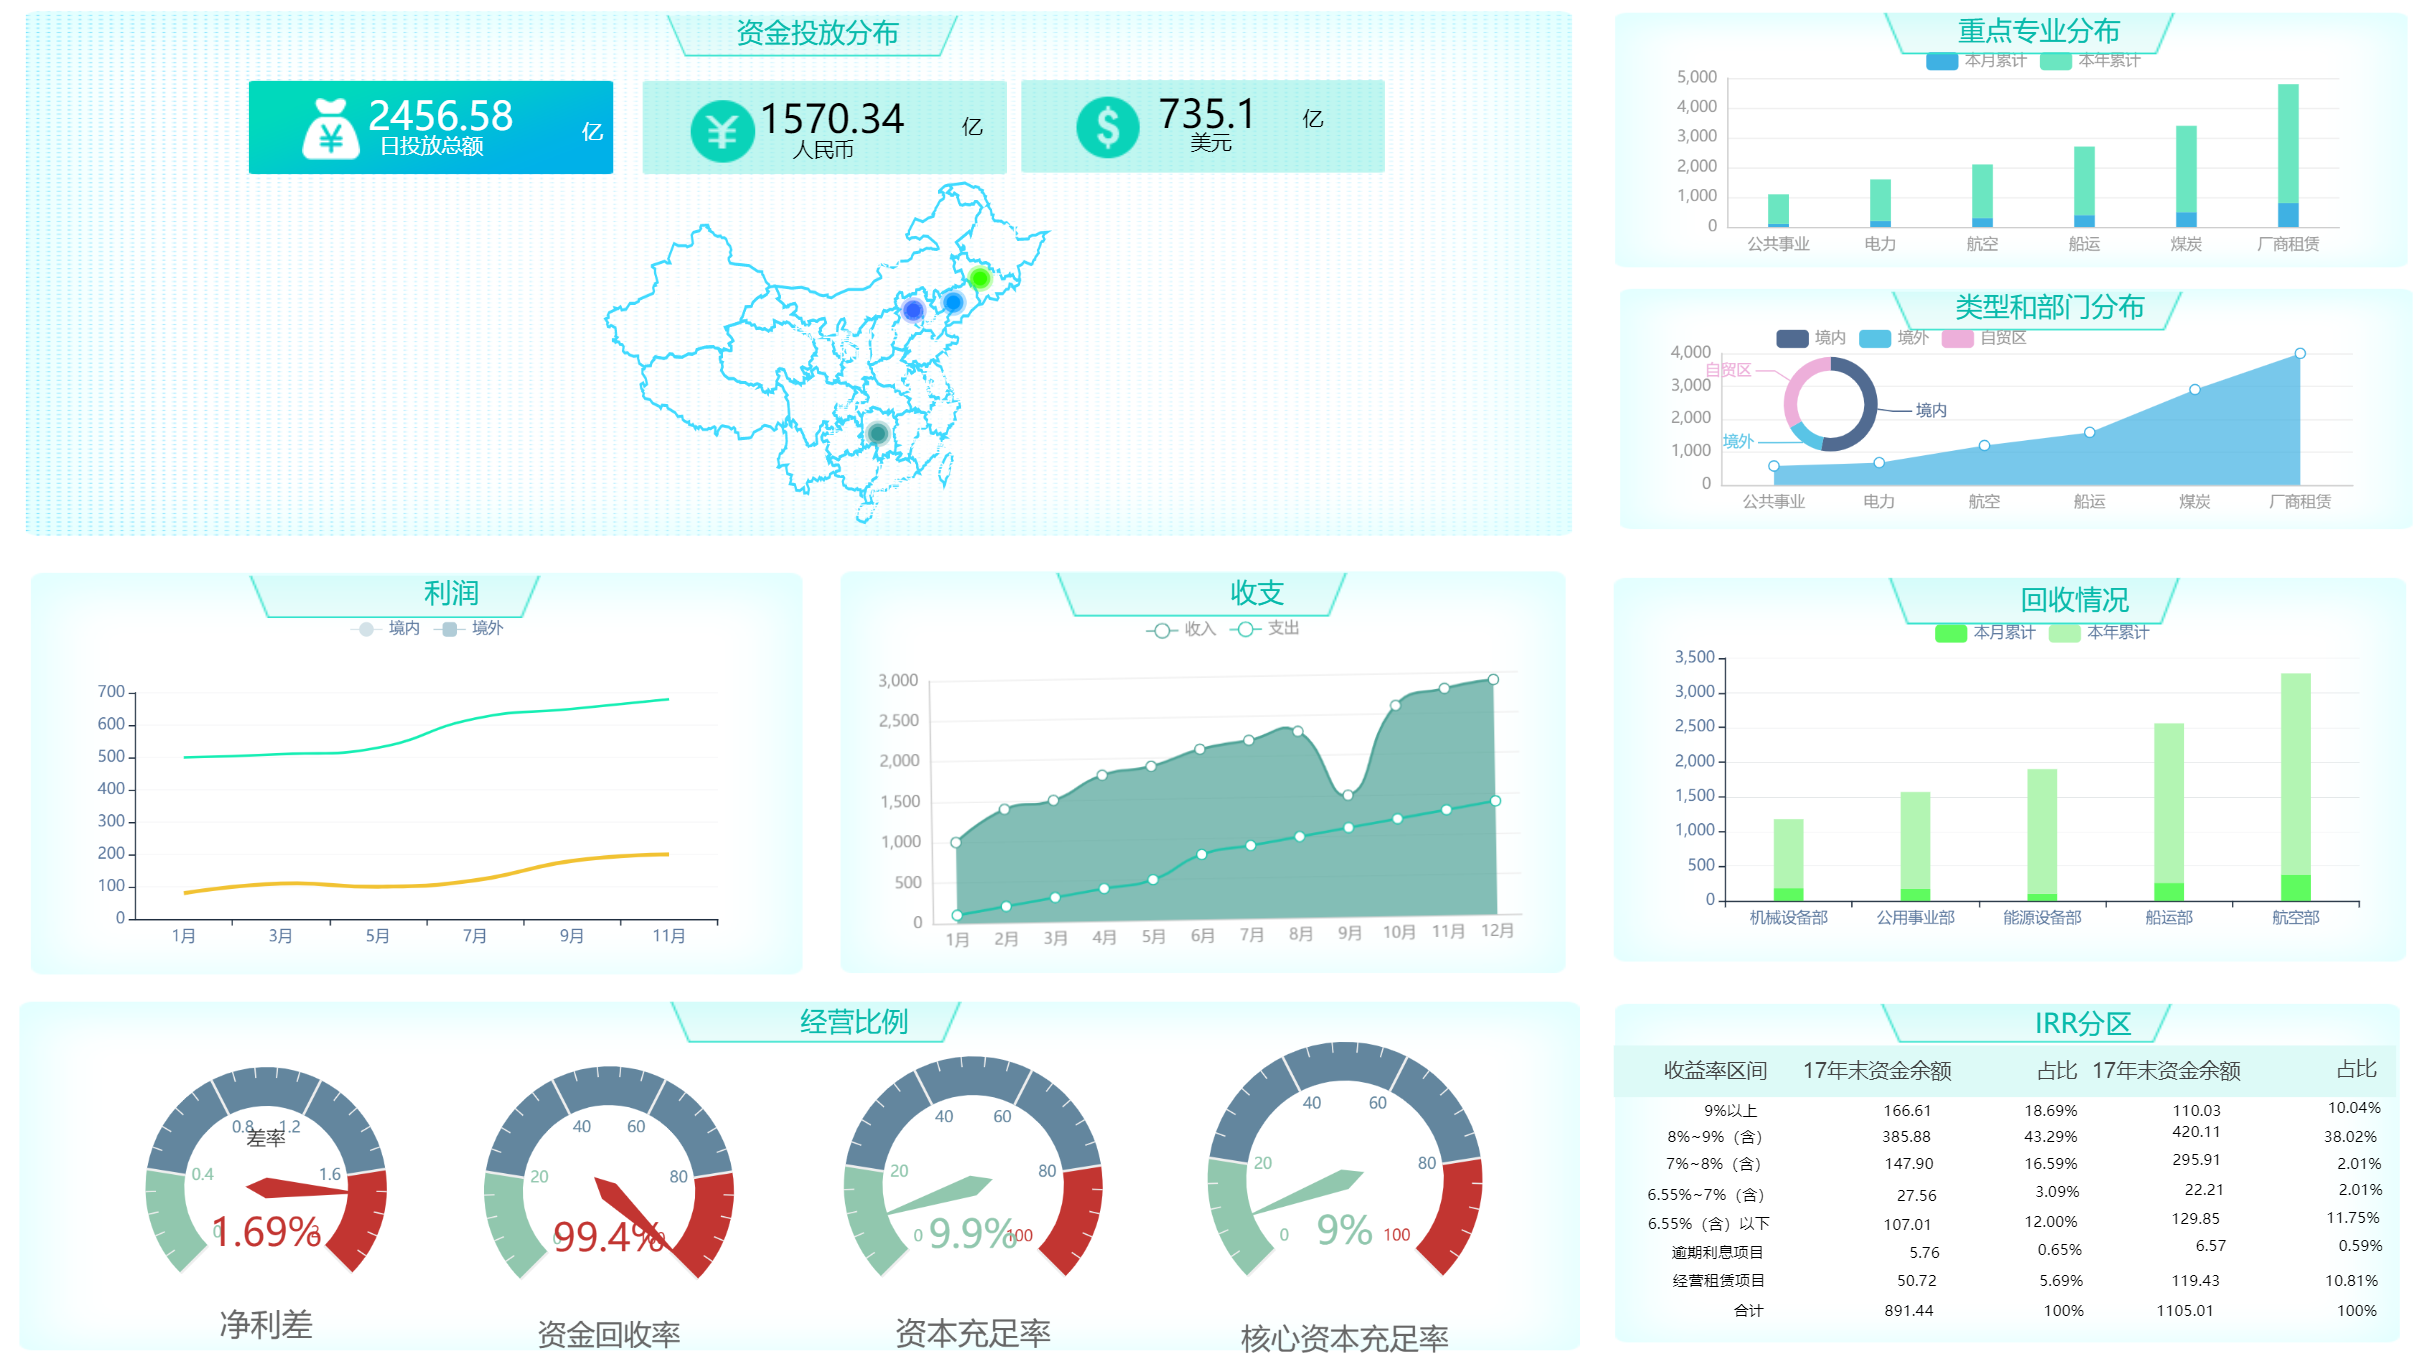 资金投放分布
2456.58 亿
日投放总额
1570.34 亿
人民币
735.1 亿
美元
重点专业分布
本月累计 本年累计
5,000
4,000
3,000
2,000
1,000
0
公共事业 电力 航空 船运 煤炭 厂商租赁
类型和部门分布
境内 境外 自贸区
4,000
3,000
2,000
1,000
0
自贸区
境内
境外
公共事业 电力 航空 船运 煤炭 厂商租赁
利润
境内 境外
700
600
500
400
300
200
100
0
1月 3月 5月 7月 9月 11月
收支
收入 支出
3,000
2,500
2,000
1,500
1,000
500
0
1月 2月 3月 4月 5月 6月 7月 8月 9月 10月 11月 12月
回收情况
本月累计 本年累计
3,500
3,000
2,500
2,000
1,500
1,000
500
0
机械设备部 公用事业部 能源设备部 船运部 航空部
经营比例
0.8 1.2
差率
0.4 1.6
0 2
1.69%
净利差
40 60
20 80
0
99.4%
资金回收率
40 60
20 80
0 100
9.9%
资本充足率
40 60
20 80
0 100
9%
核心资本充足率
IRR分区
收益率区间 17年末资金余额 占比 17年末资金余额 占比
9%以上 166.61 18.69% 110.03 10.04%
8%~9%（含） 385.88 43.29% 420.11 38.02%
7%~8%（含） 147.90 16.59% 295.91 2.01%
6.55%~7%（含） 27.56 3.09% 22.21 2.01%
6.55%（含）以下 107.01 12.00% 129.85 11.75%
逾期利息项目 5.76 0.65% 6.57 0.59%
经营租赁项目 50.72 5.69% 119.43 10.81%
合计 891.44 100% 1105.01 100%